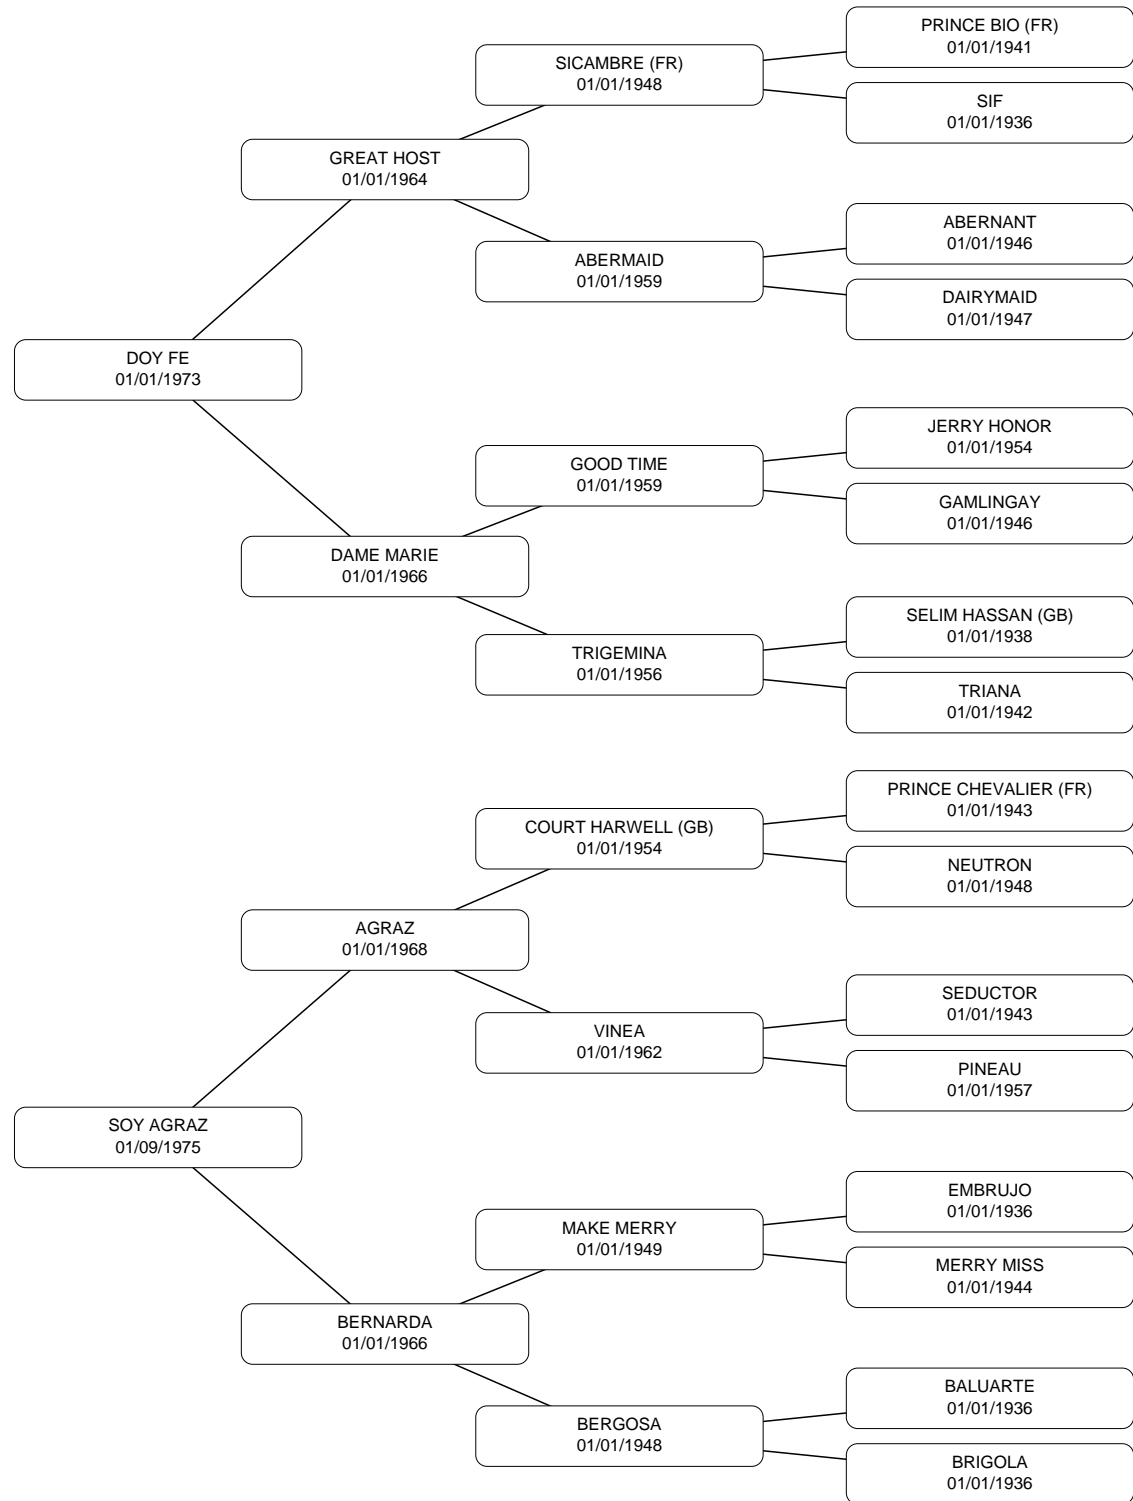 PRINCE BIO (FR)
01/01/1941
SICAMBRE (FR)
01/01/1948
SIF
01/01/1936
GREAT HOST
01/01/1964
ABERNANT
01/01/1946
ABERMAID
01/01/1959
DAIRYMAID
01/01/1947
DOY FE
01/01/1973
JERRY HONOR
01/01/1954
GOOD TIME
01/01/1959
GAMLINGAY
01/01/1946
DAME MARIE
01/01/1966
SELIM HASSAN (GB)
01/01/1938
TRIGEMINA
01/01/1956
TRIANA
01/01/1942
PRINCE CHEVALIER (FR)
01/01/1943
COURT HARWELL (GB)
01/01/1954
NEUTRON
01/01/1948
AGRAZ
01/01/1968
SEDUCTOR
01/01/1943
VINEA
01/01/1962
PINEAU
01/01/1957
SOY AGRAZ
01/09/1975
EMBRUJO
01/01/1936
MAKE MERRY
01/01/1949
MERRY MISS
01/01/1944
BERNARDA
01/01/1966
BALUARTE
01/01/1936
BERGOSA
01/01/1948
BRIGOLA
01/01/1936